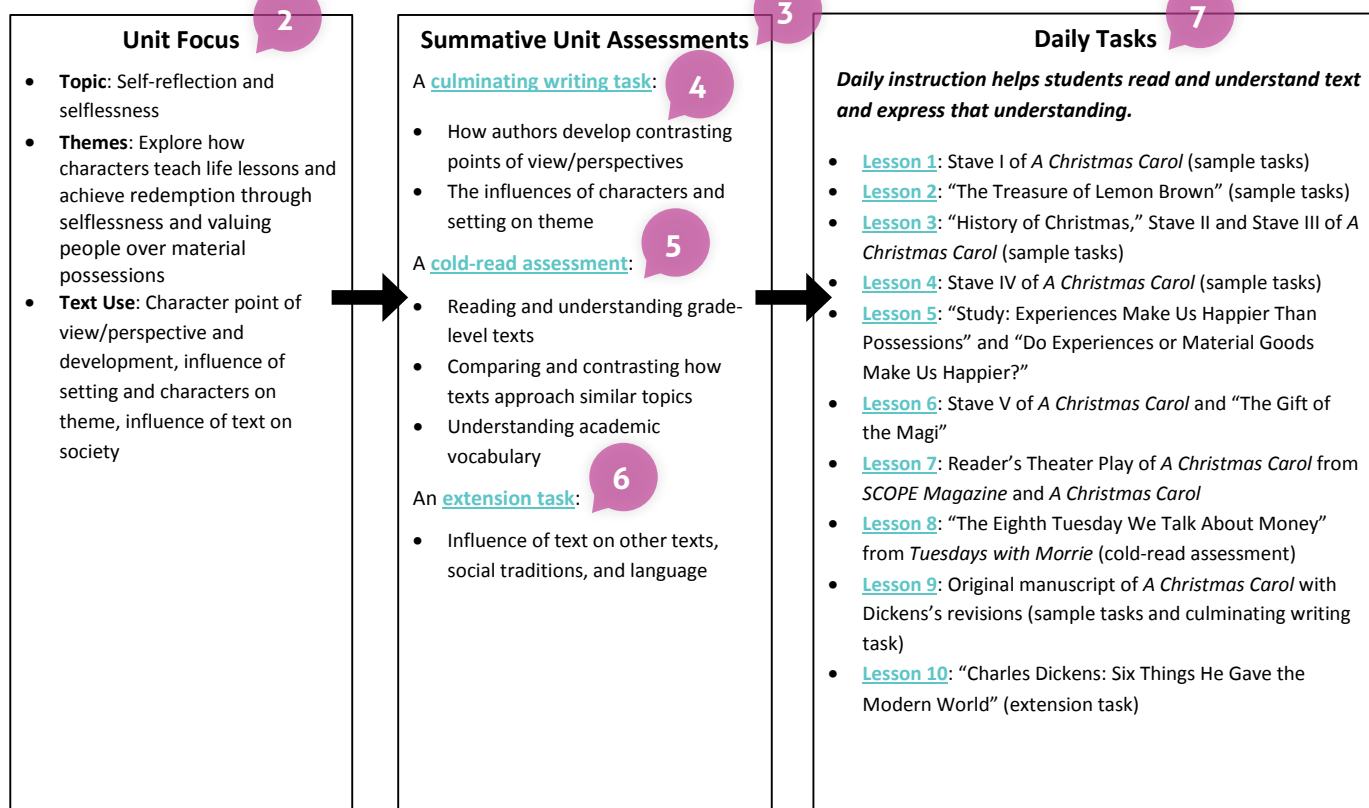 2
Unit Focus
• Topic: Self-reflection and
selflessness
• Themes: Explore how
characters teach life lessons and
achieve redemption through
selflessness and valuing
people over material
possessions
• Text Use: Character point of
view/perspective and
development, influence of
setting and characters on
theme, influence of text on
society
3
Summative Unit Assessments
A culminating writing task:
4
• How authors develop contrasting
points of view/perspectives
• The influences of characters and
setting on theme
A cold-read assessment:
5
• Reading and understanding grade-
level texts
• Comparing and contrasting how
texts approach similar topics
• Understanding academic
vocabulary
An extension task:
6
• Influence of text on other texts,
social traditions, and language
7
Daily Tasks
Daily instruction helps students read and understand text
and express that understanding.
• Lesson 1: Stave I of A Christmas Carol (sample tasks)
• Lesson 2: “The Treasure of Lemon Brown” (sample tasks)
• Lesson 3: “History of Christmas,” Stave II and Stave III of A
Christmas Carol (sample tasks)
• Lesson 4: Stave IV of A Christmas Carol (sample tasks)
• Lesson 5: “Study: Experiences Make Us Happier Than
Possessions” and “Do Experiences or Material Goods
Make Us Happier?”
• Lesson 6: Stave V of A Christmas Carol and “The Gift of
the Magi”
• Lesson 7: Reader’s Theater Play of A Christmas Carol from
SCOPE Magazine and A Christmas Carol
• Lesson 8: “The Eighth Tuesday We Talk About Money”
from Tuesdays with Morrie (cold-read assessment)
• Lesson 9: Original manuscript of A Christmas Carol with
Dickens’s revisions (sample tasks and culminating writing
task)
• Lesson 10: “Charles Dickens: Six Things He Gave the
Modern World” (extension task)